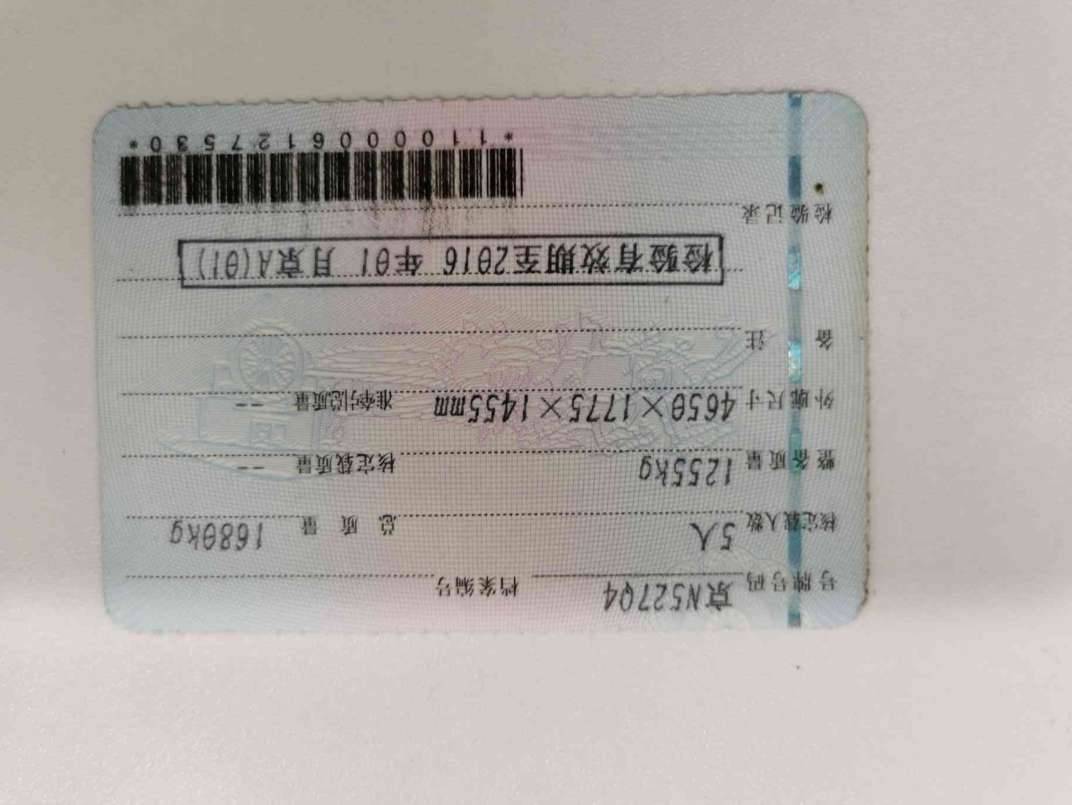 号牌号码 京N527Q4 档案编号
核定载人数 5人 总质量 1680kg
整备质量 1255kg 核定载质量 --
外廓尺寸 4650×1775×1455mm 准牵引总质量 --
备注
检验有效期至2016年01月京A(01)
检验记录
*1100006127530*